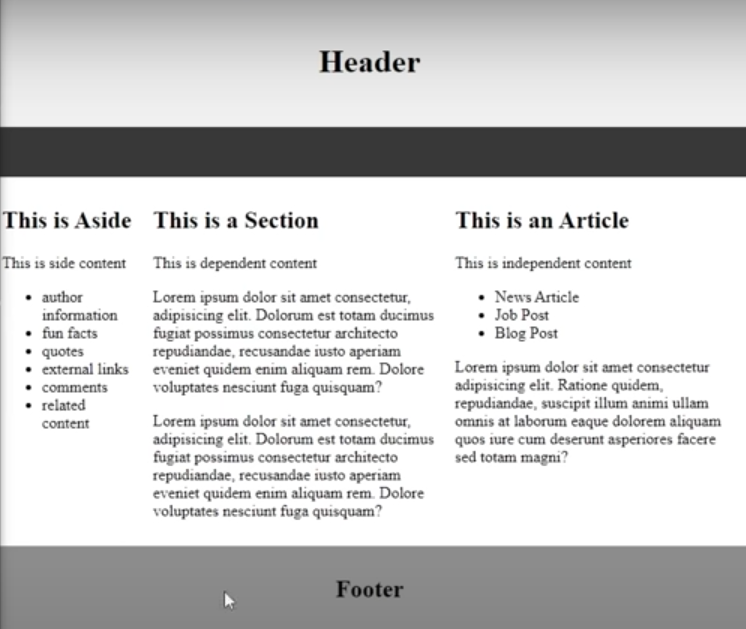 Header
This is Aside
This is side content
author
information
fun facts
quotes
external links
comments
related
content
This is a Section
This is dependent content
Lorem ipsum dolor sit amet consectetur,
adipisicing elit. Dolorum est totam ducimus
fugiat possimus consectetur architecto
repudiandae, recusandae iusto aperiam
eveniet quidem enim aliquam rem. Dolore
voluptates nesciunt fuga quisquam?
Lorem ipsum dolor sit amet consectetur,
adipisicing elit. Dolorum est totam ducimus
fugiat possimus consectetur architecto
repudiandae, recusandae iusto aperiam
eveniet quidem enim aliquam rem. Dolore
voluptates nesciunt fuga quisquam?
This is an Article
This is independent content
News Article
Job Post
Blog Post
Lorem ipsum dolor sit amet consectetur
adipisicing elit. Ratione quidem,
repudiandae, suscipit illum animi ullam
omnis at laborum eaque dolorem aliquam
quos iure cum deserunt asperiores facere
sed totam magni?
Footer